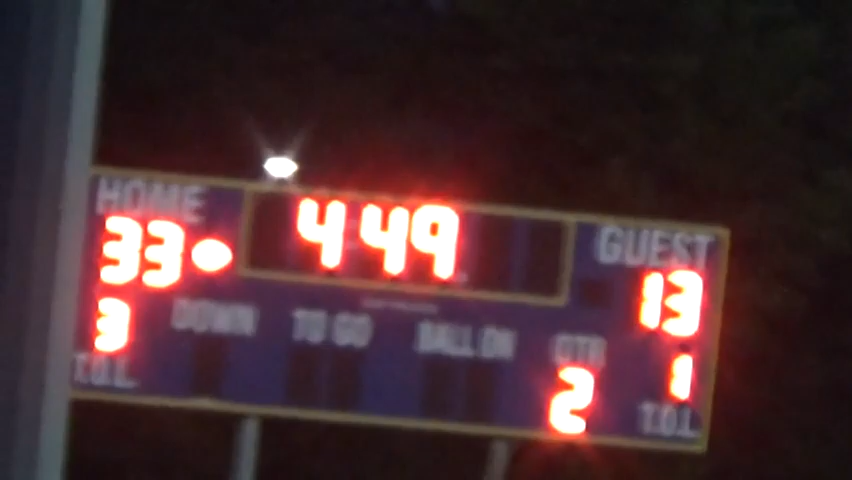 HOME 4 49 GUEST
33 13
DOWN TO GO BALL ON QTR
3 2 1
T.O.L. T.O.L.